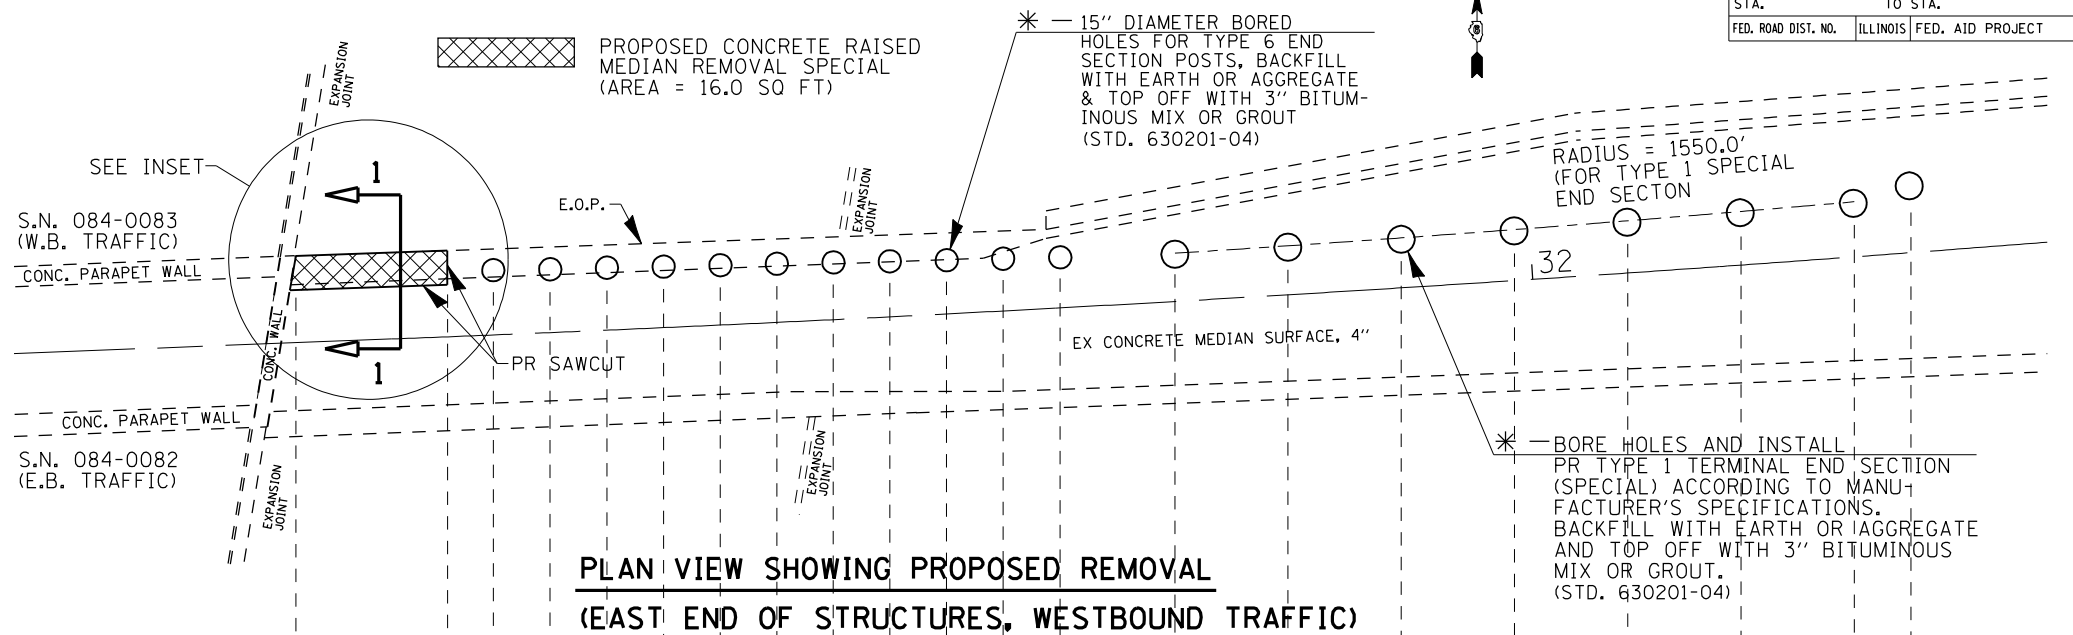 STA. TO STA.
FED. ROAD DIST. NO. ILLINOIS FED. AID PROJECT
PROPOSED CONCRETE RAISED
MEDIAN REMOVAL SPECIAL
(AREA = 16.0 SQ FT)
✳ — 15" DIAMETER BORED
HOLES FOR TYPE 6 END
SECTION POSTS, BACKFILL
WITH EARTH OR AGGREGATE
& TOP OFF WITH 3" BITUM-
INOUS MIX OR GROUT
(STD. 630201-04)
EXPANSION
JOINT
SEE INSET
1
S.N. 084-0083
(W.B. TRAFFIC)
CONC. PARAPET WALL
E.O.P.
EXPANSION
JOINT
RADIUS = 1550.0'
(FOR TYPE 1 SPECIAL
END SECTON
132
CONC. WALL
1
PR SAWCUT
EX CONCRETE MEDIAN SURFACE, 4"
CONC. PARAPET WALL
S.N. 084-0082
(E.B. TRAFFIC)
EXPANSION
JOINT
EXPANSION
JOINT
✳ — BORE HOLES AND INSTALL
PR TYPE 1 TERMINAL END SECTION
(SPECIAL) ACCORDING TO MANU-
FACTURER'S SPECIFICATIONS.
BACKFILL WITH EARTH OR AGGREGATE
AND TOP OFF WITH 3" BITUMINOUS
MIX OR GROUT.
(STD. 630201-04)
PLAN VIEW SHOWING PROPOSED REMOVAL
(EAST END OF STRUCTURES, WESTBOUND TRAFFIC)